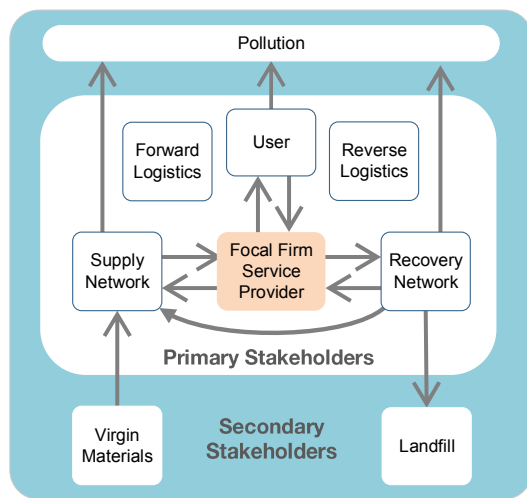 Pollution
Forward
Logistics
User
Reverse
Logistics
Supply
Network
Focal Firm
Service
Provider
Recovery
Network
Primary Stakeholders
Virgin
Materials
Secondary
Stakeholders
Landfill